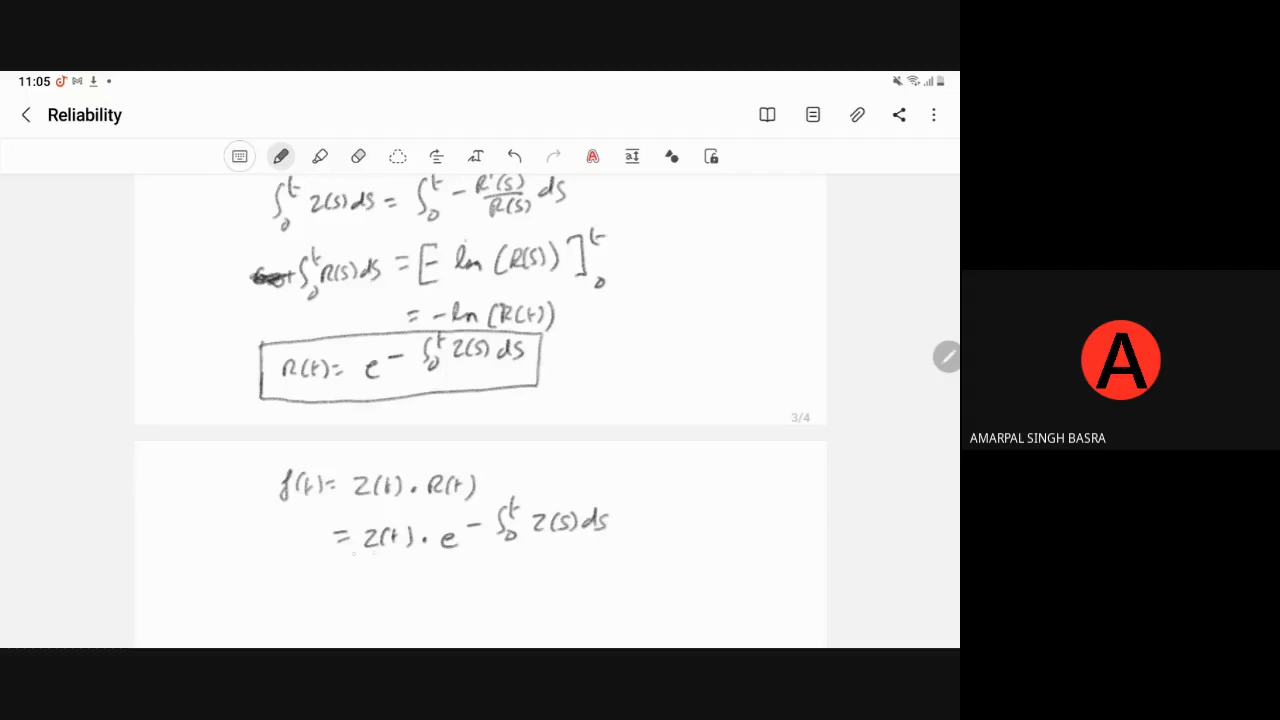 11:05
Reliability
∫₀ᵗ Z(s) ds = ∫₀ᵗ - R'(s)/R(s) ds
∫₀ᵗ R(s) ds = [- ln (R(s))]₀ᵗ
= -ln (R(t))
R(t) = e^(- ∫₀ᵗ Z(s) ds)
3/4
f(t) = Z(t) . R(t)
= Z(t) . e^(- ∫₀ᵗ Z(s) ds)
A
AMARPAL SINGH BASRA